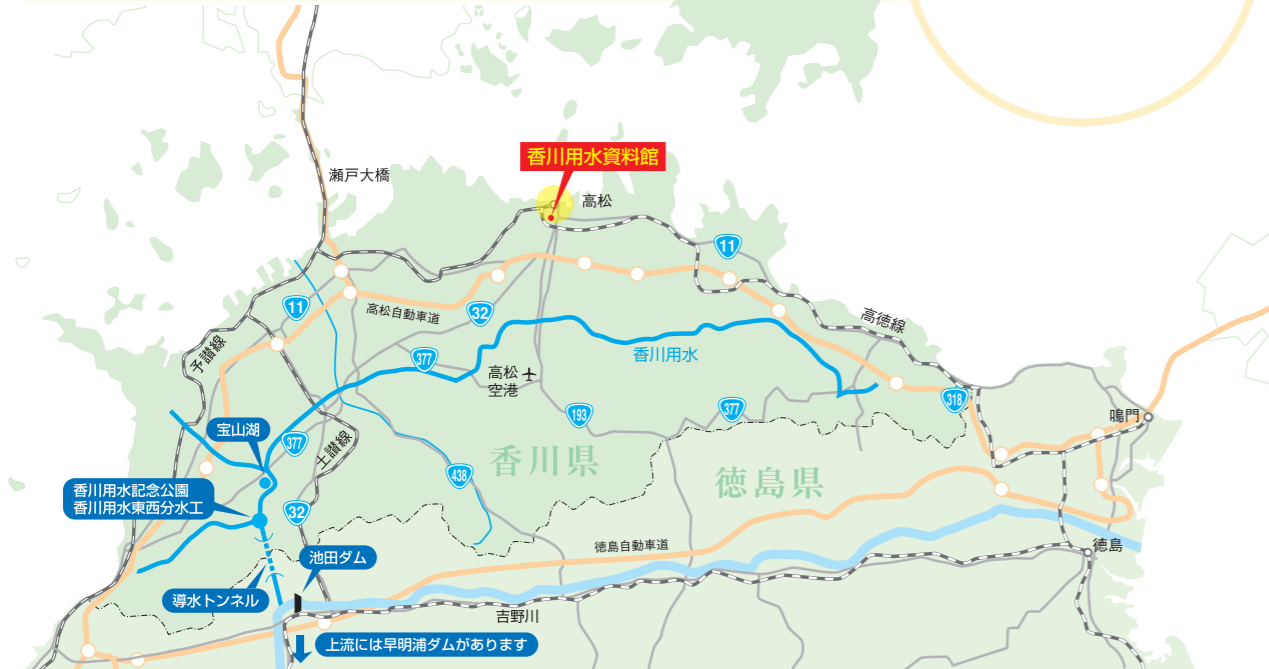 香川用水資料館
瀬戸大橋
高松
11
11
高松自動車道
32
高徳線
予讃線
377
香川用水
高松
空港
193
377
318
鳴門
宝山湖
377
土讃線
438
香川県
徳島県
香川用水記念公園
香川用水東西分水工
32
徳島自動車道
徳島
池田ダム
導水トンネル
吉野川
上流には早明浦ダムがあります